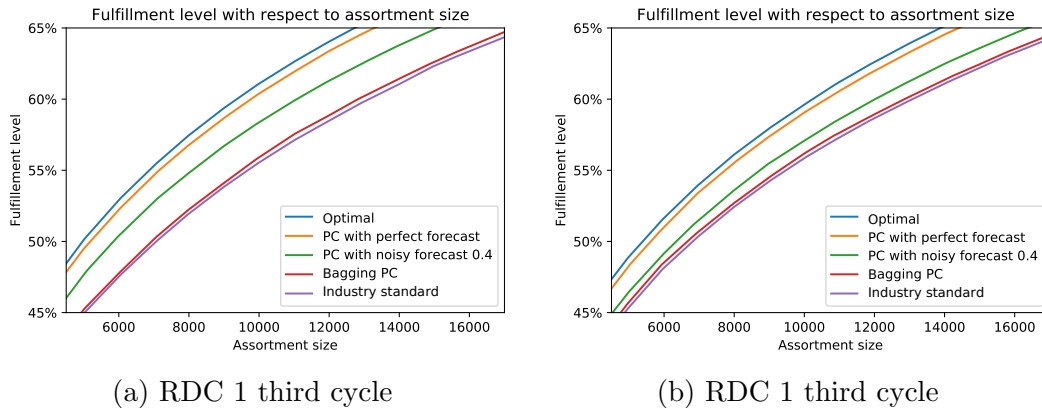 Fulfillment level with respect to assortment size
65%
60%
55%
50%
45%
Fulfillment level
6000 8000 10000 12000 14000 16000
Assortment size
Optimal
PC with perfect forecast
PC with noisy forecast 0.4
Bagging PC
Industry standard
(a) RDC 1 third cycle
Fulfillment level with respect to assortment size
65%
60%
55%
50%
45%
Fulfillment level
6000 8000 10000 12000 14000 16000
Assortment size
Optimal
PC with perfect forecast
PC with noisy forecast 0.4
Bagging PC
Industry standard
(b) RDC 1 third cycle